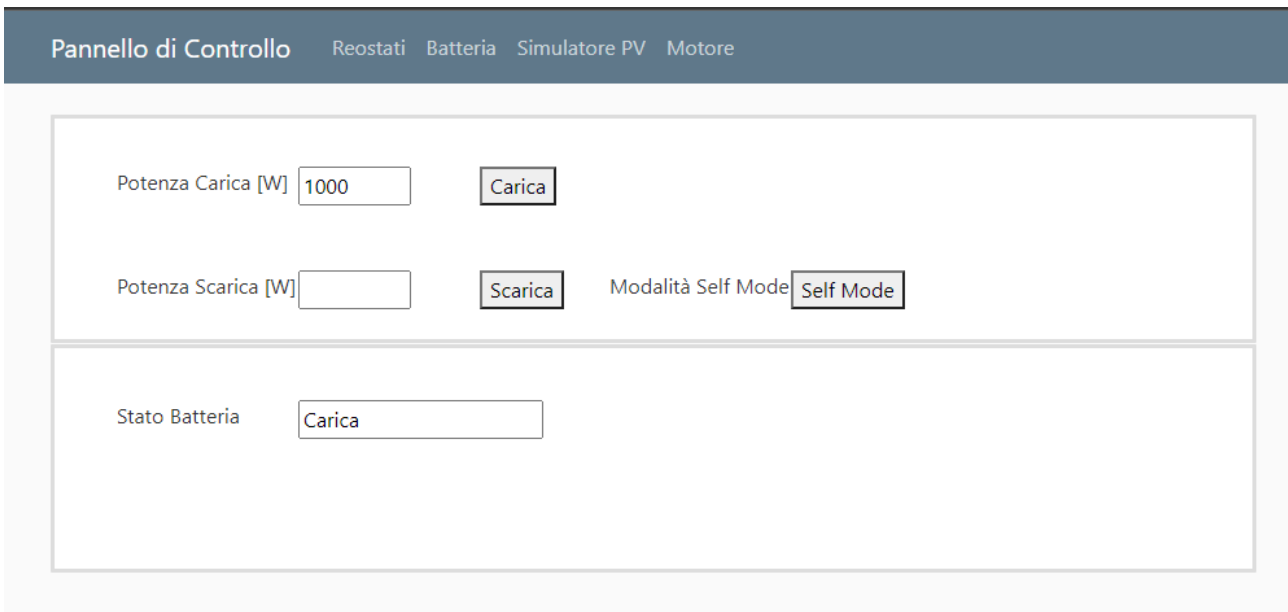 Pannello di Controllo Reostati Batteria Simulatore PV Motore
Potenza Carica [W] 1000 Carica
Potenza Scarica [W] Scarica Modalità Self Mode Self Mode
Stato Batteria Carica